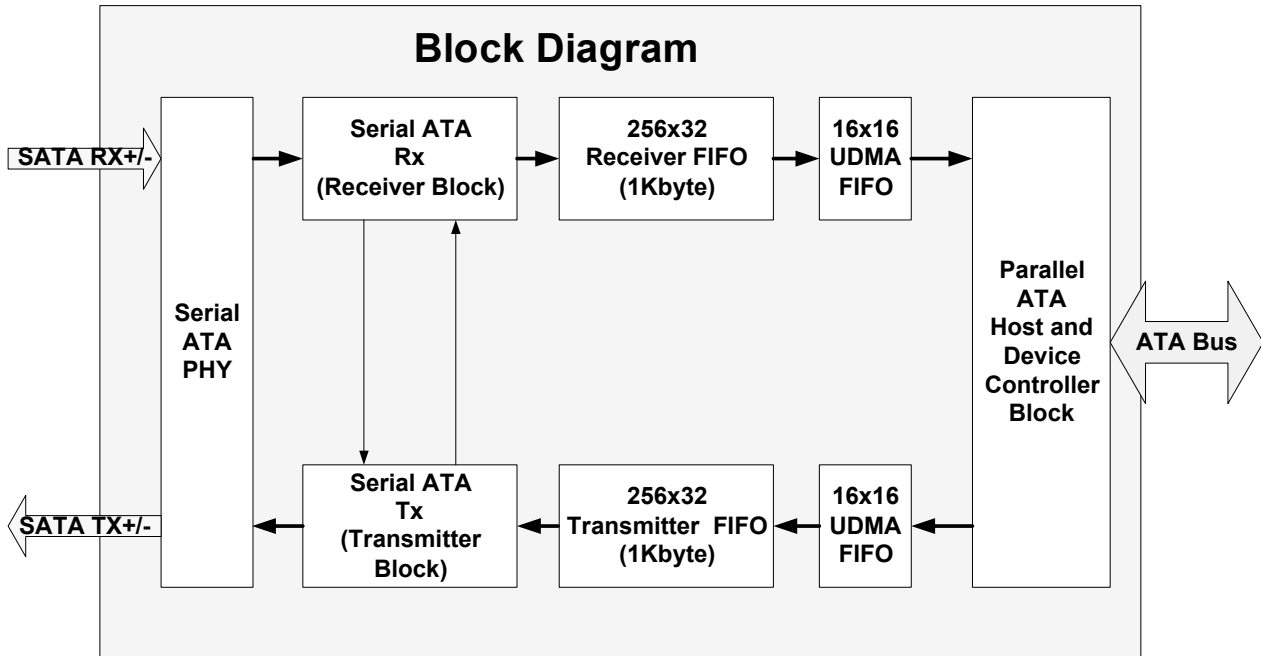 Block Diagram
SATA RX+/-
Serial
ATA
PHY
Serial ATA
Rx
(Receiver Block)
256x32
Receiver FIFO
(1Kbyte)
16x16
UDMA
FIFO
Parallel
ATA
Host and
Device
Controller
Block
ATA Bus
SATA TX+/-
Serial ATA
Tx
(Transmitter
Block)
256x32
Transmitter FIFO
(1Kbyte)
16x16
UDMA
FIFO